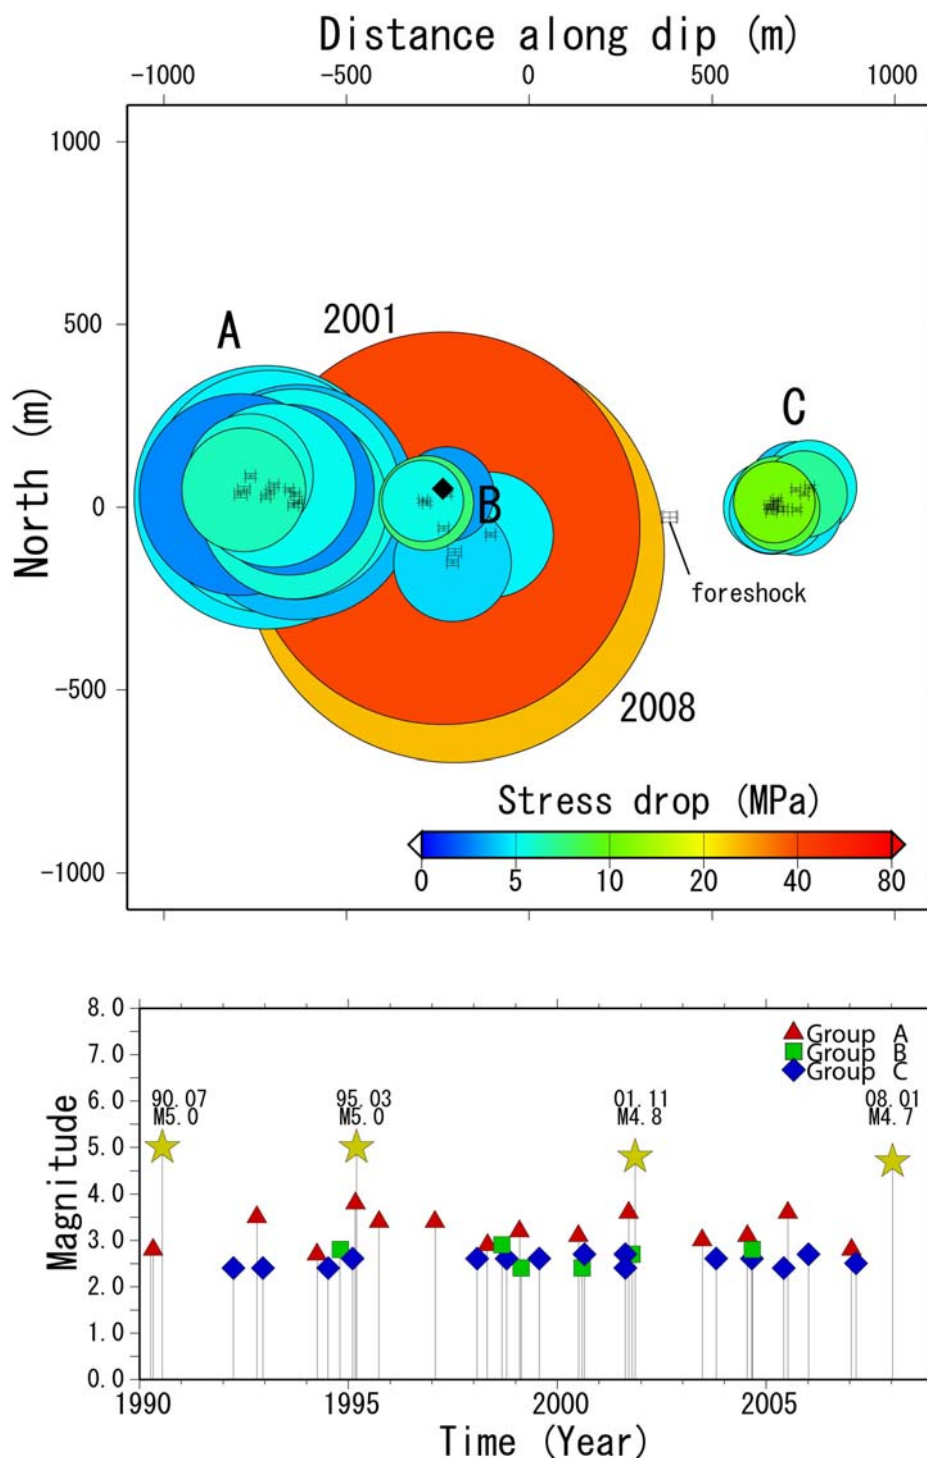 Distance along dip (m)
-1000 -500 0 500 1000
1000
500
0
-500
-1000
North (m)
A
2001
C
B
foreshock
2008
Stress drop (MPa)
0 5 10 20 40 80
8.0
7.0
6.0
5.0
4.0
3.0
2.0
1.0
0.0
Magnitude
Group A
Group B
Group C
90.07
M5.0
95.03
M5.0
01.11
M4.8
08.01
M4.7
1990 1995 2000 2005
Time (Year)